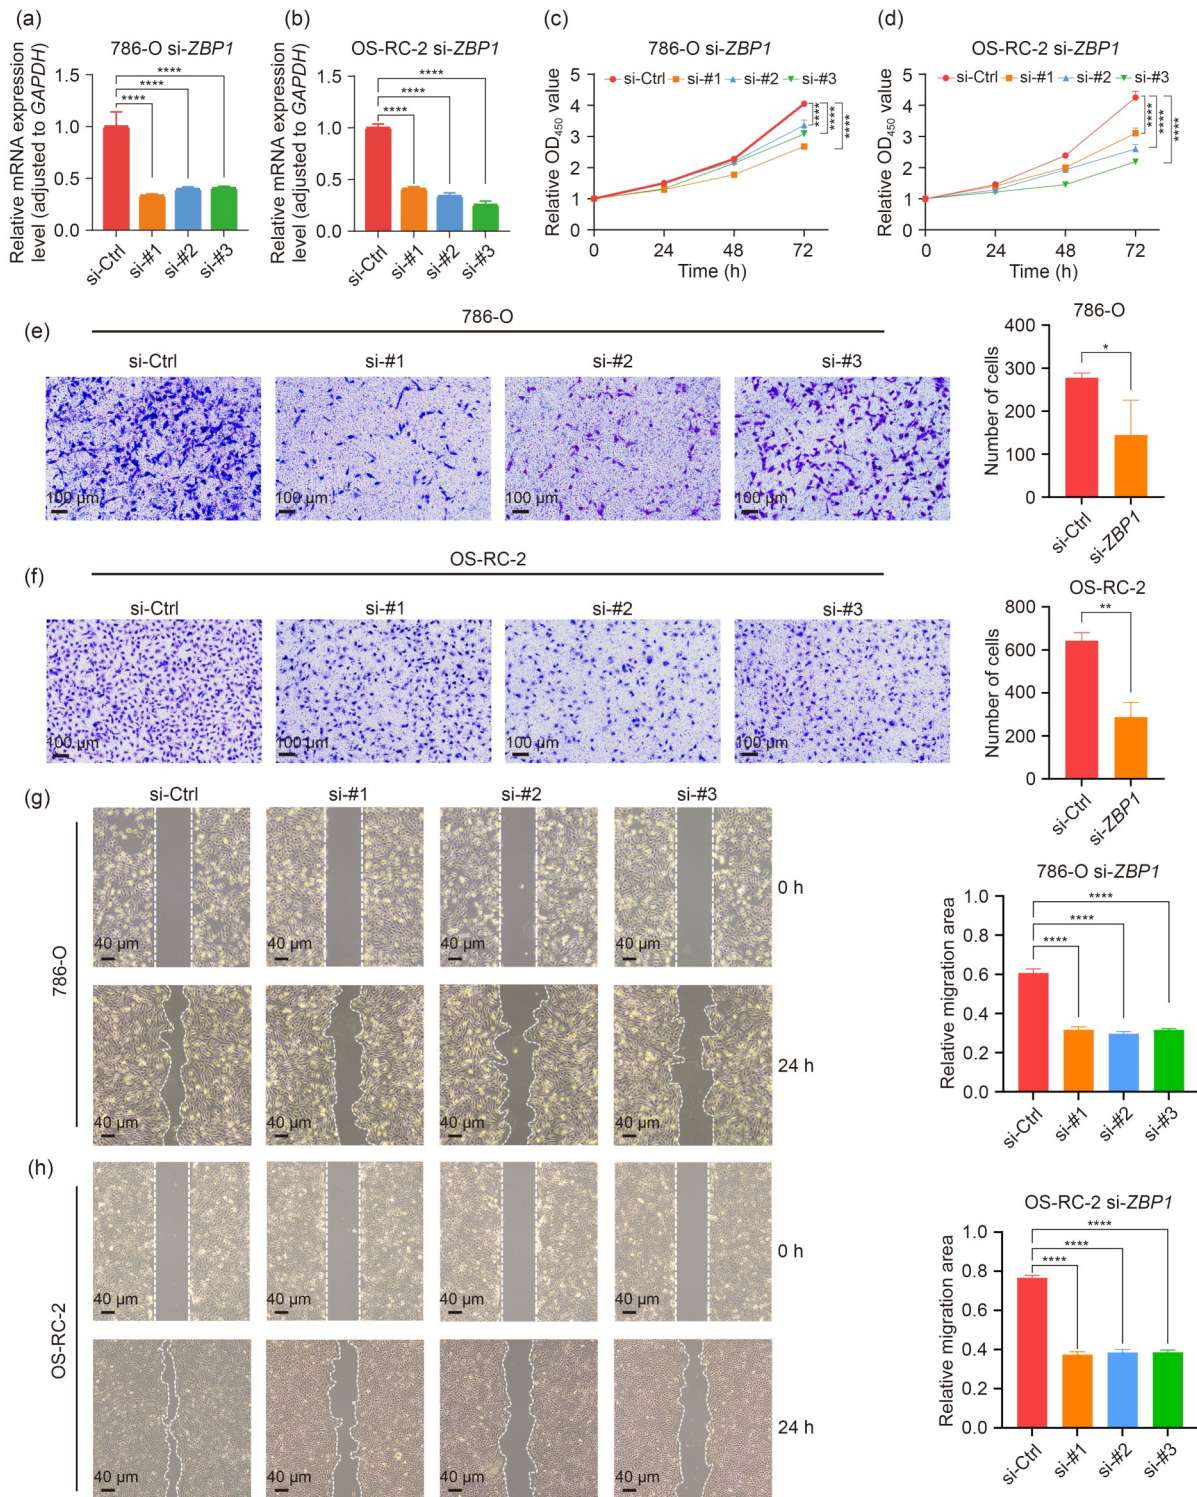 (a)
786-O si-ZBP1
Relative mRNA expression
level (adjusted to GAPDH)
1.5
1.0
0.5
0.0
****
****
****
si-Ctrl
si-#1
si-#2
si-#3
(b)
OS-RC-2 si-ZBP1
Relative mRNA expression
level (adjusted to GAPDH)
1.5
1.0
0.5
0.0
****
****
****
si-Ctrl
si-#1
si-#2
si-#3
(c)
786-O si-ZBP1
si-Ctrl si-#1 si-#2 si-#3
Relative OD450 value
5
4
3
2
1
0
0 24 48 72
Time (h)
****
****
****
(d)
OS-RC-2 si-ZBP1
si-Ctrl si-#1 si-#2 si-#3
Relative OD450 value
5
4
3
2
1
0
0 24 48 72
Time (h)
****
****
****
(e)
786-O
si-Ctrl si-#1 si-#2 si-#3
100 µm 100 µm 100 µm 100 µm
786-O
Number of cells
400
300
200
100
0
*
si-Ctrl
si-ZBP1
(f)
OS-RC-2
si-Ctrl si-#1 si-#2 si-#3
100 µm 100 µm 100 µm 100 µm
OS-RC-2
Number of cells
800
600
400
200
0
**
si-Ctrl
si-ZBP1
(g)
si-Ctrl si-#1 si-#2 si-#3
786-O
40 µm 40 µm 40 µm 40 µm
0 h
40 µm 40 µm 40 µm 40 µm
24 h
786-O si-ZBP1
Relative migration area
1.0
0.8
0.6
0.4
0.2
0.0
****
****
****
si-Ctrl
si-#1
si-#2
si-#3
(h)
OS-RC-2
40 µm 40 µm 40 µm 40 µm
0 h
40 µm 40 µm 40 µm 40 µm
24 h
OS-RC-2 si-ZBP1
Relative migration area
1.0
0.8
0.6
0.4
0.2
0.0
****
****
****
si-Ctrl
si-#1
si-#2
si-#3